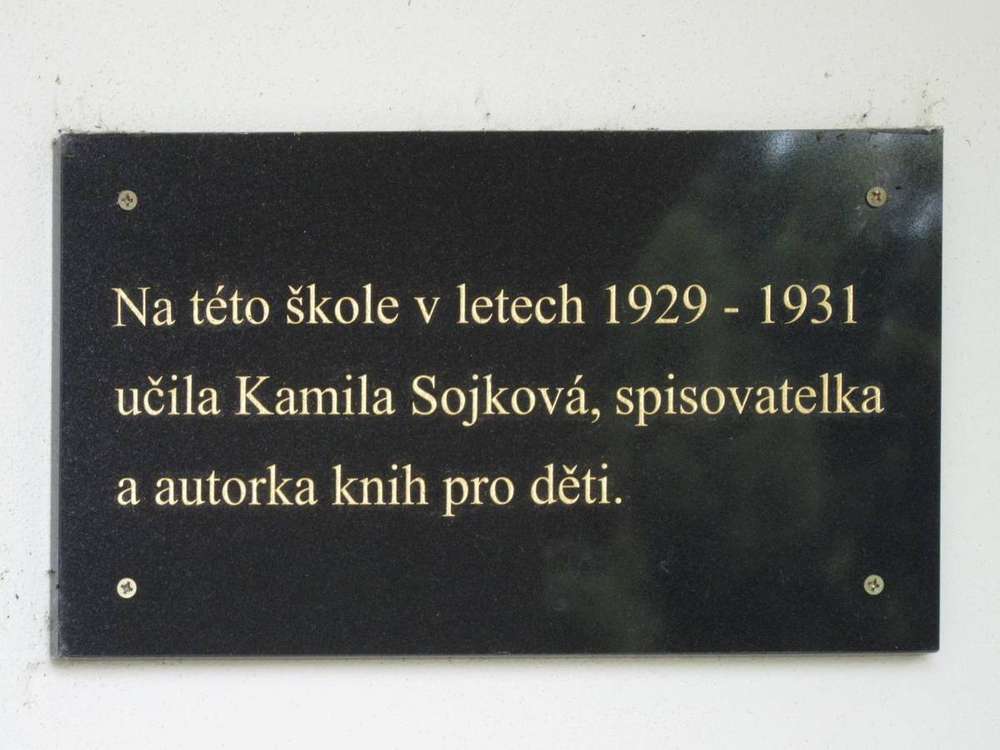 Na této škole v letech 1929 - 1931
učila Kamila Sojková, spisovatelka
a autorka knih pro děti.